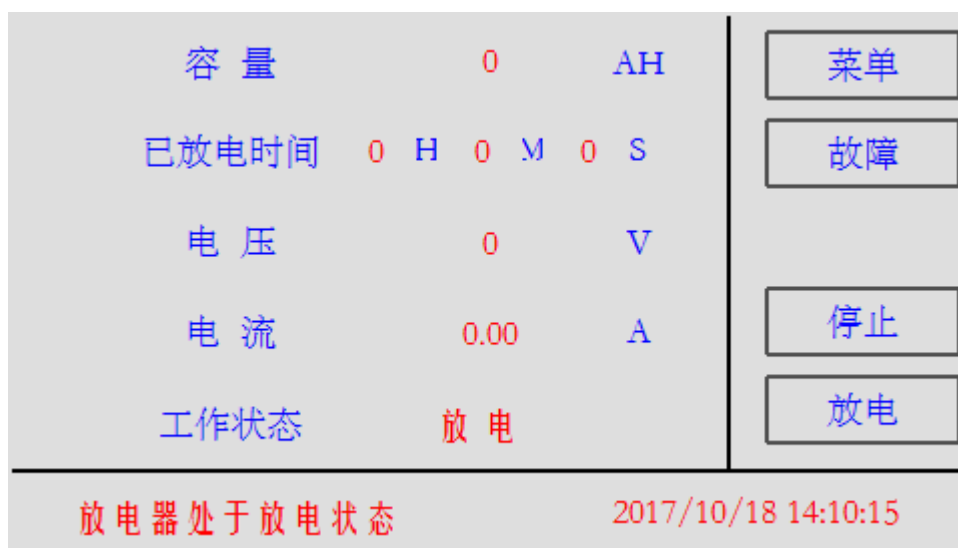 容 量 0 AH
已放电时间 0 H 0 M 0 S
电 压 0 V
电 流 0.00 A
工作状态 放 电
菜单
故障
停止
放电
放电器处于放电状态 2017/10/18 14:10:15